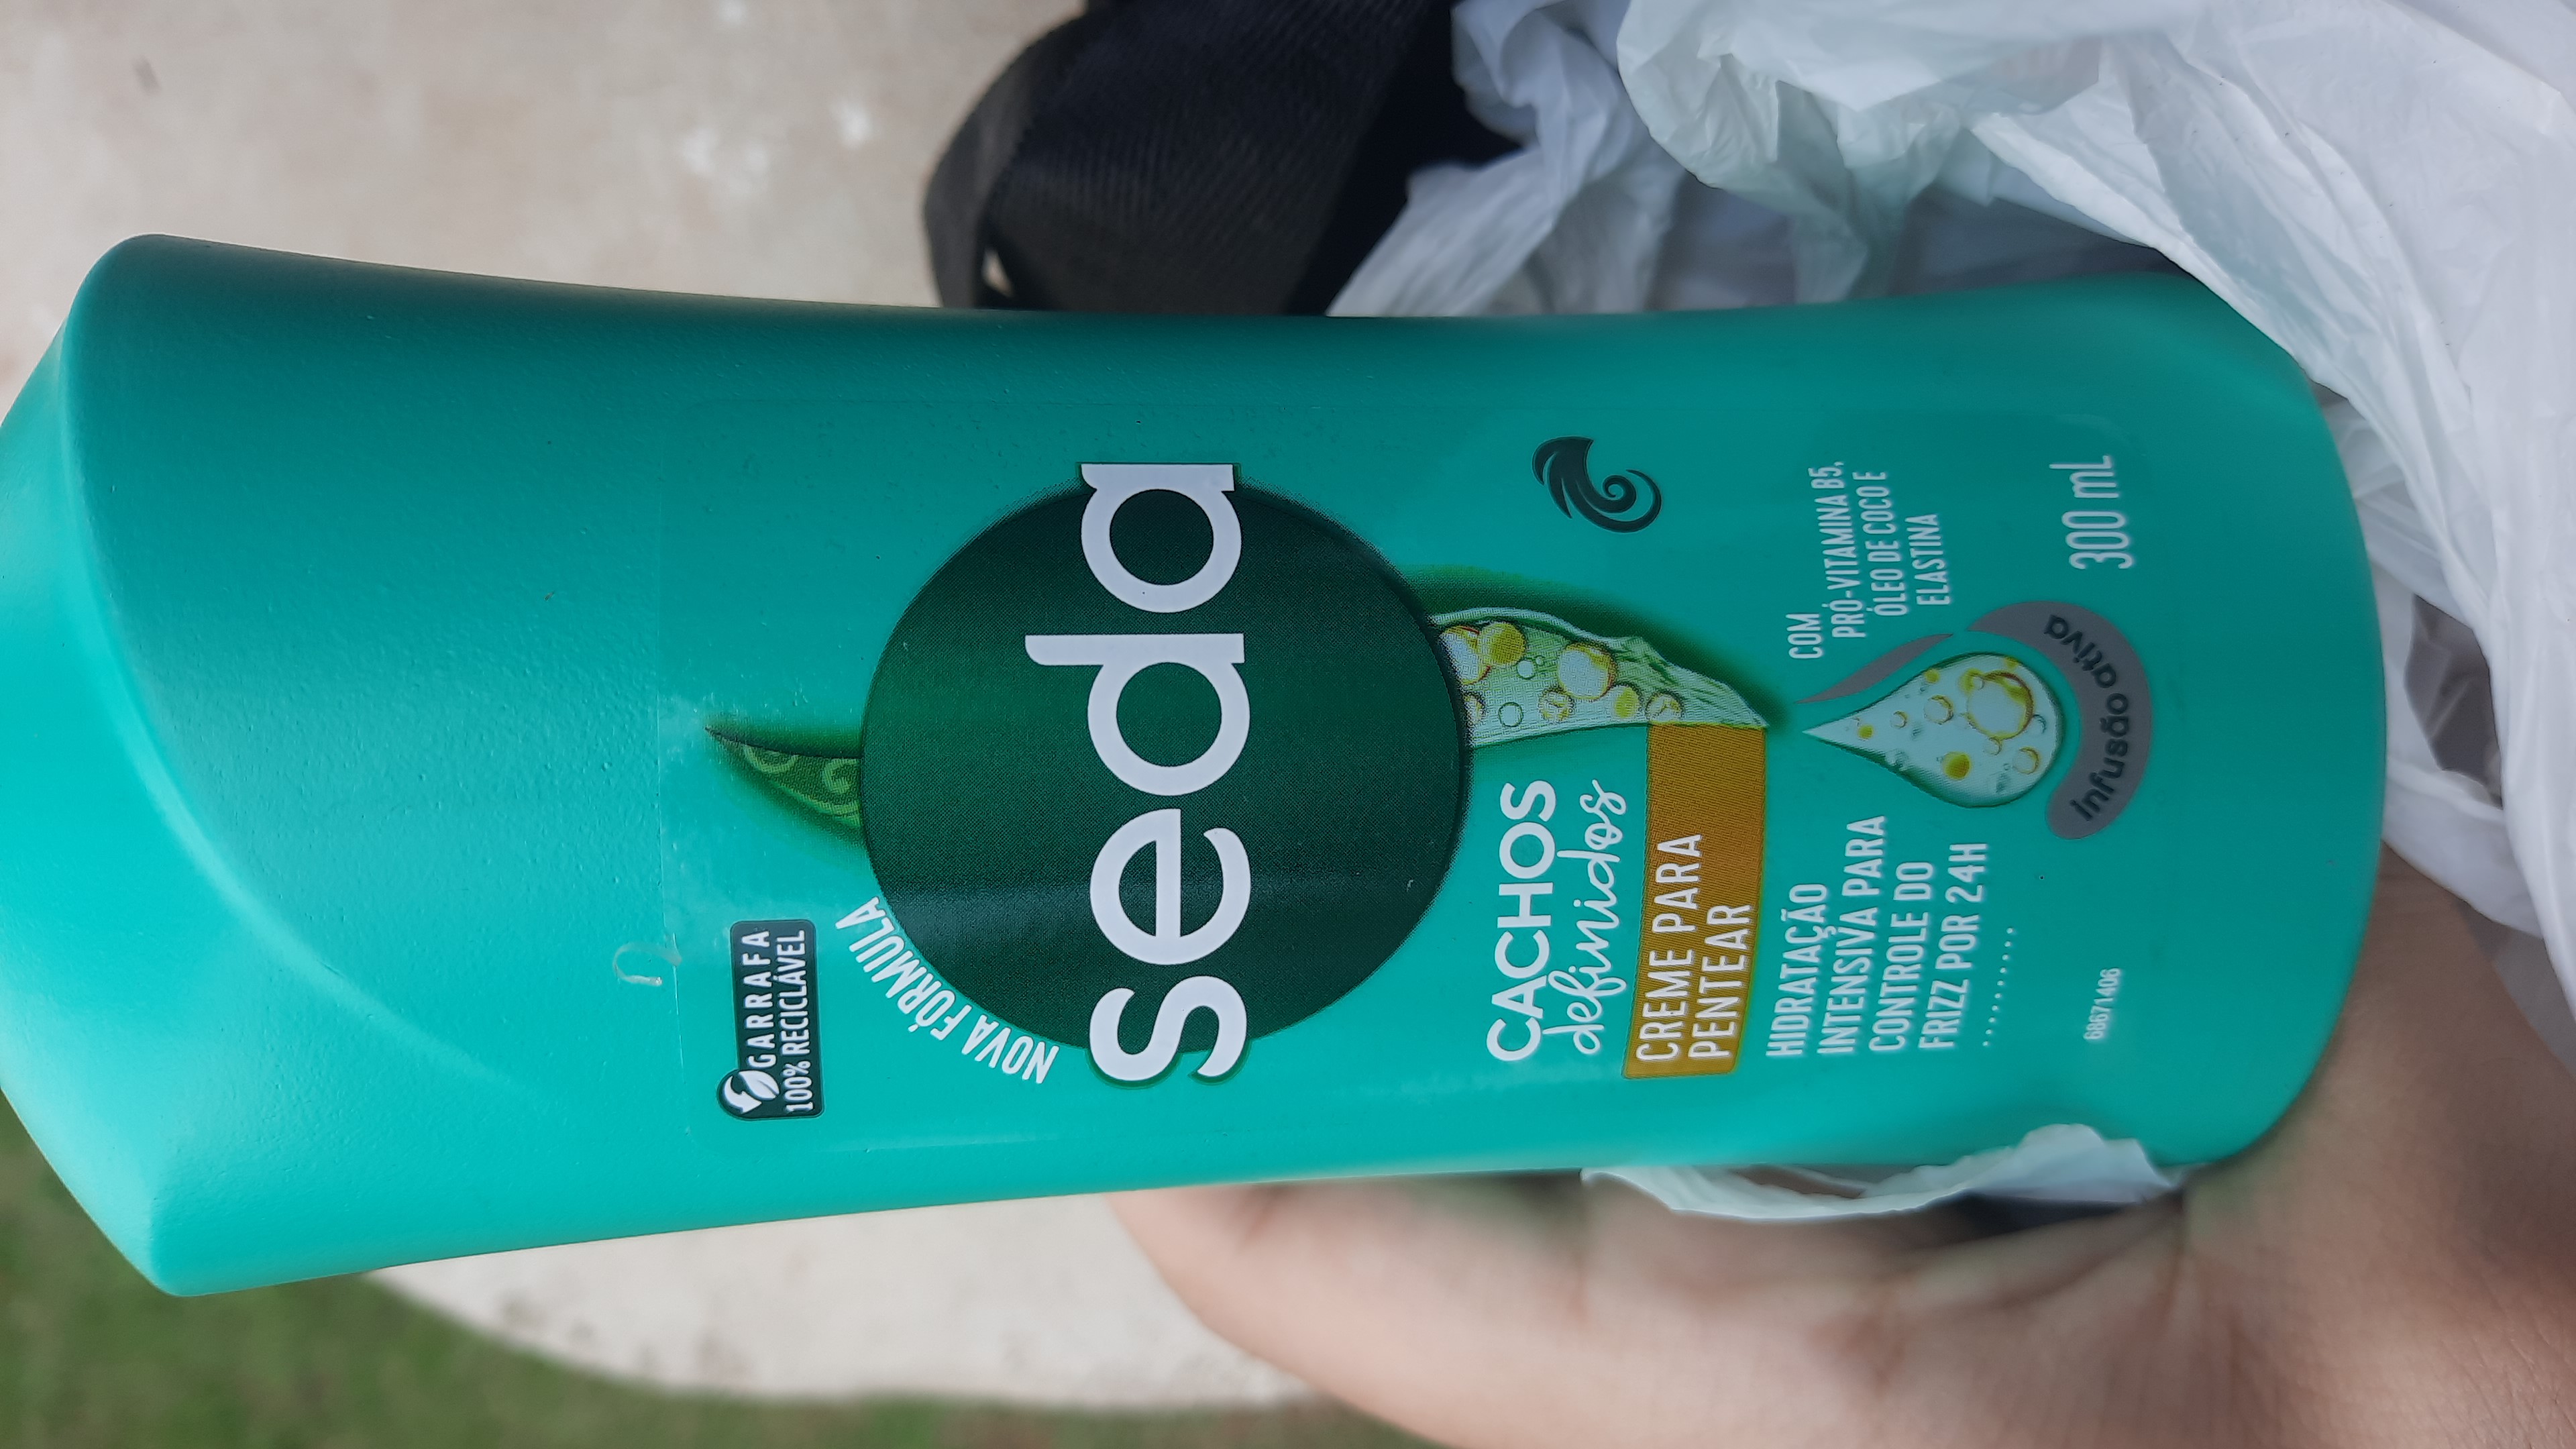 GARRAFA
100% RECICLÁVEL
NOVA FÓRMULA
seda
CACHOS
definidos
CREME PARA
PENTEAR
HIDRATAÇÃO
INTENSIVA PARA
CONTROLE DO
FRIZZ POR 24H
COM
PRÓ-VITAMINA B5,
ÓLEO DE COCO E
ELASTINA
infusão ativa
68671406
300 mL